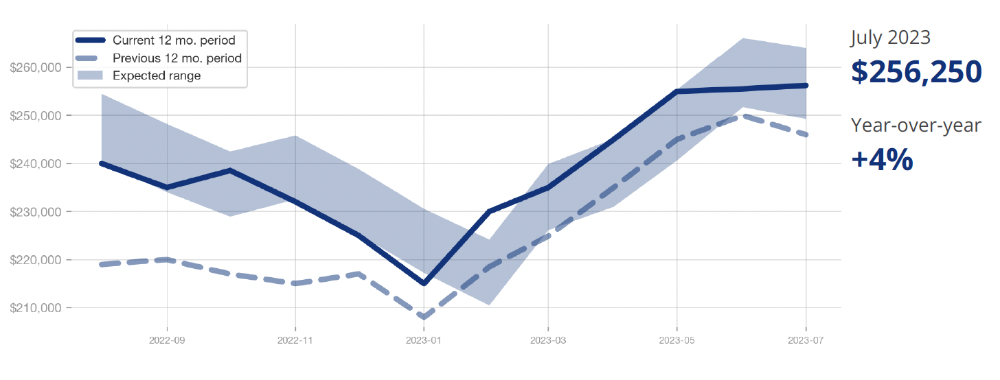 Current 12 mo. period
Previous 12 mo. period
Expected range
$260,000
$250,000
$240,000
$230,000
$220,000
$210,000
2022-09
2022-11
2023-01
2023-03
2023-05
2023-07
July 2023
$256,250
Year-over-year
+4%